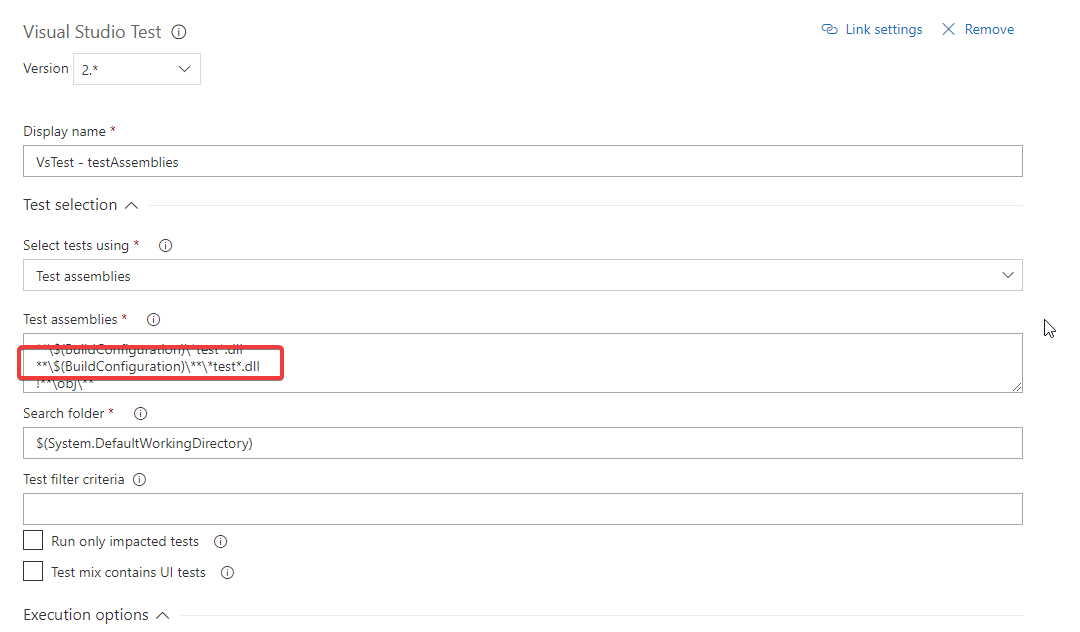 Visual Studio Test
Link settings
Remove
Version 2.*
Display name *
VsTest - testAssemblies
Test selection
Select tests using *
Test assemblies
Test assemblies *
**\$(BuildConfiguration)\*test*.dll
**\$(BuildConfiguration)\**\*test*.dll
!**\obj\**
Search folder *
$(System.DefaultWorkingDirectory)
Test filter criteria
Run only impacted tests
Test mix contains UI tests
Execution options